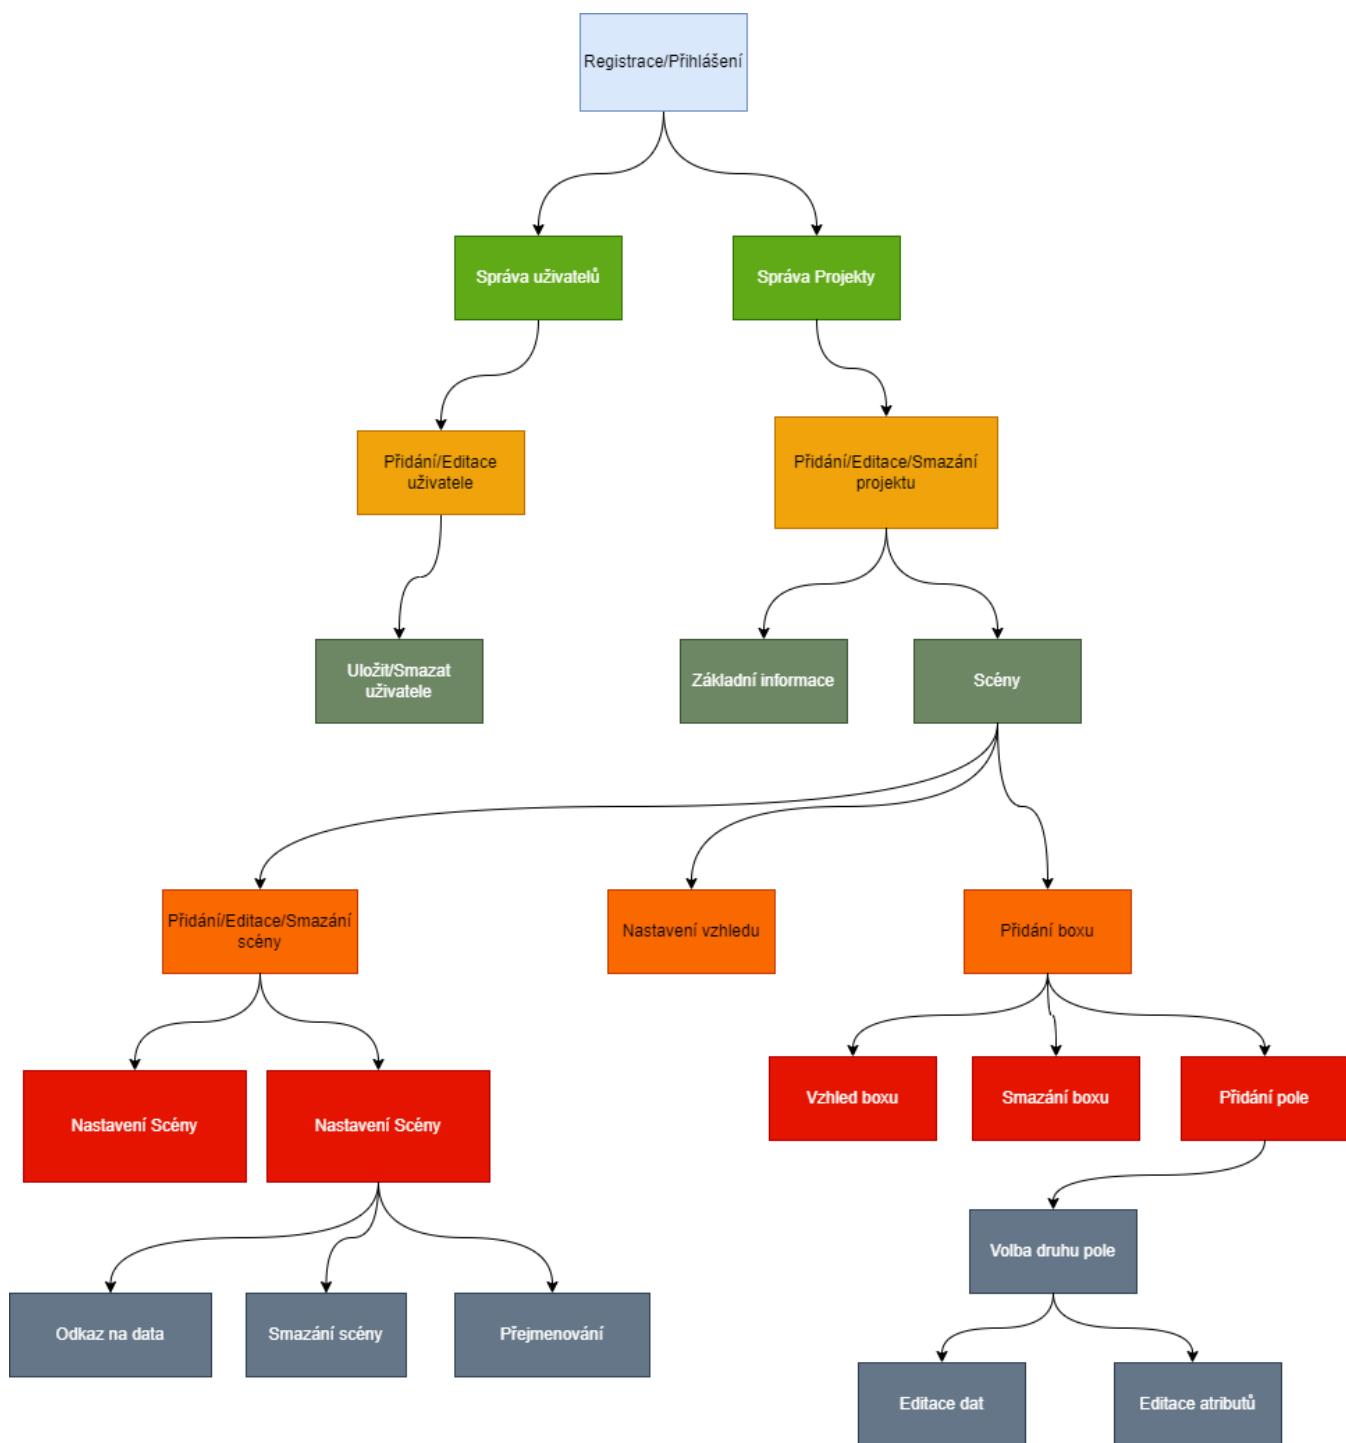 Registrace/Přihlášení
Správa uživatelů
Správa Projekty
Přidání/Editace
uživatele
Přidání/Editace/Smazání
projektu
Uložit/Smazat
uživatele
Základní informace
Scény
Přidání/Editace/Smazání
scény
Nastavení vzhledu
Přidání boxu
Nastavení Scény
Nastavení Scény
Vzhled boxu
Smazání boxu
Přidání pole
Volba druhu pole
Odkaz na data
Smazání scény
Přejmenování
Editace dat
Editace atributů